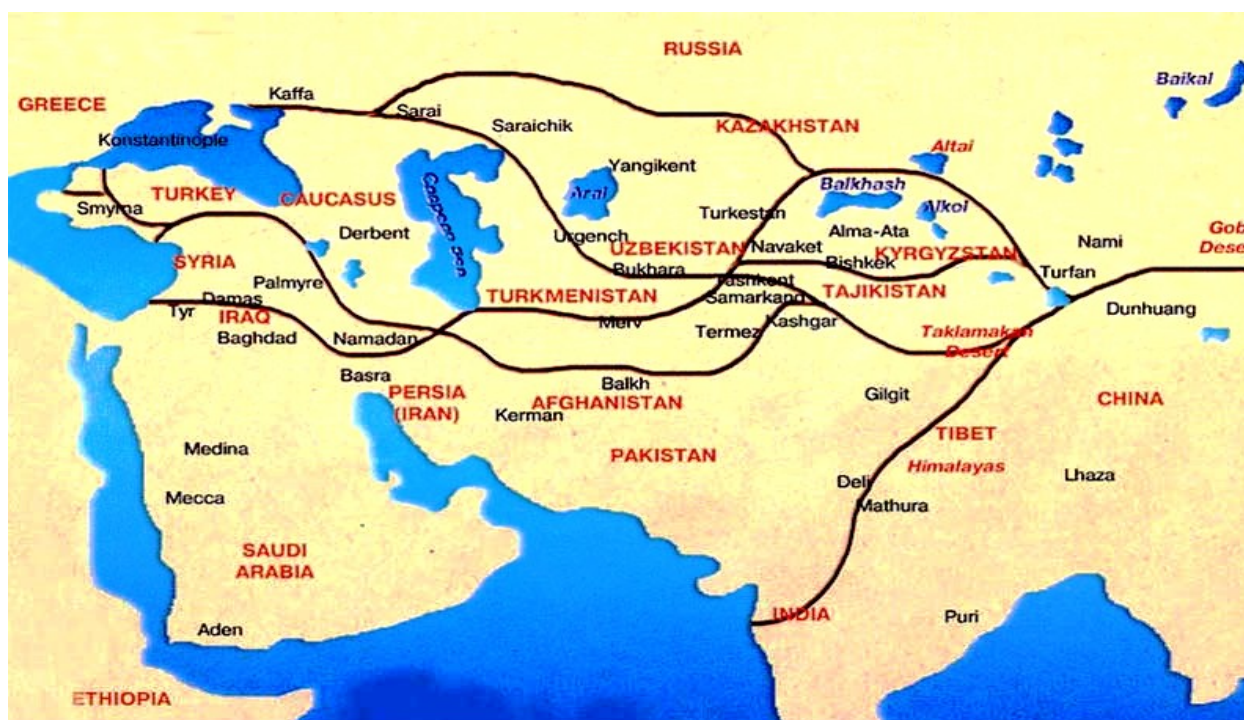 RUSSIA
Baikal
Kaffa
GREECE
Sarai
Saraichik
KAZAKHSTAN
Konstantinople
Altai
Yangikent
TURKEY
CAUCASUS
Aral
Balkhash
Smyrna
Caspean Sea
Turkestan
Alkol
Derbent
Urgench
Alma-Ata
Gob
UZBEKISTAN
Navaket
KYRGYZSTAN
Nami
Dese
SYRIA
Bukhara
Bishkek
Turfan
Palmyre
Tashkent
TAJIKISTAN
TURKMENISTAN
Samarkand
Damas
Tyr
IRAQ
Merv
Kashgar
Dunhuang
Baghdad
Namadan
Termez
Taklamakan
Desert
Basra
Balkh
PERSIA
(IRAN)
AFGHANISTAN
Gilgit
CHINA
Kerman
TIBET
Medina
PAKISTAN
Himalayas
Lhaza
Deli
Mecca
Mathura
SAUDI
ARABIA
INDIA
Puri
Aden
ETHIOPIA